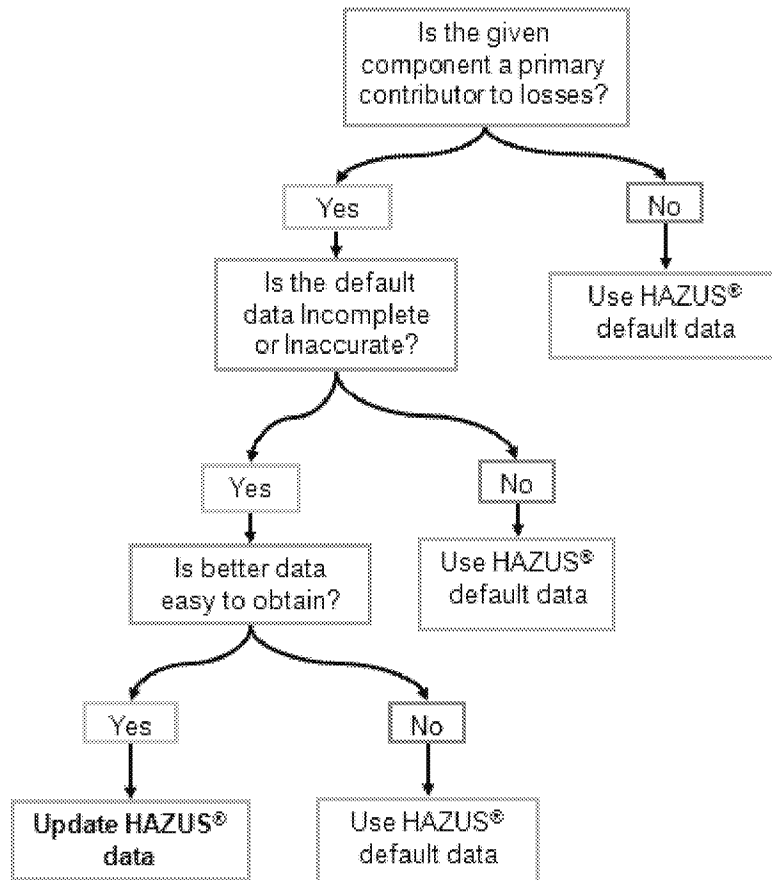 Is the given
component a primary
contributor to losses?
Yes
No
Is the default
data Incomplete
or Inaccurate?
Use HAZUS®
default data
Yes
No
Is better data
easy to obtain?
Use HAZUS®
default data
Yes
No
Update HAZUS®
data
Use HAZUS®
default data